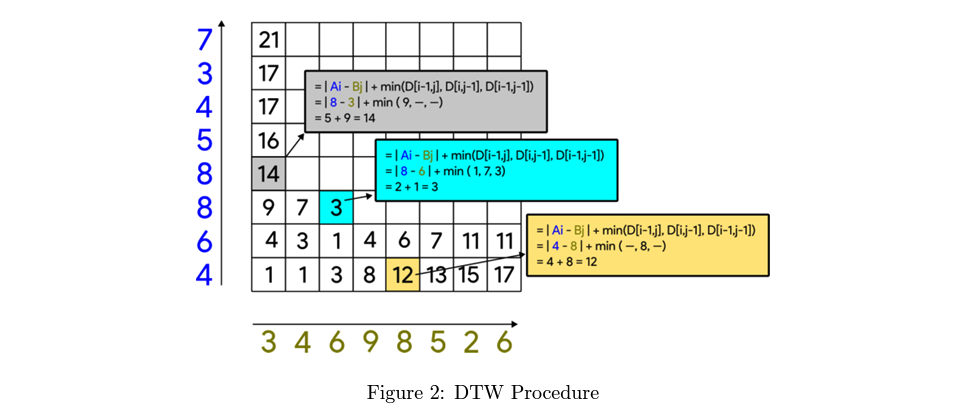 7 21
3 17
= | Ai - Bj | + min(D[i-1,j], D[i,j-1], D[i-1,j-1])
4 17 = | 8 - 3 | + min ( 9, –, –)
= 5 + 9 = 14
5 16
= | Ai - Bj | + min(D[i-1,j], D[i,j-1], D[i-1,j-1])
8 14 = | 8 - 6 | + min ( 1, 7, 3)
= 2 + 1 = 3
8 9 7 3
= | Ai - Bj | + min(D[i-1,j], D[i,j-1], D[i-1,j-1])
6 4 3 1 4 6 7 11 11 = | 4 - 8 | + min ( –, 8, –)
= 4 + 8 = 12
4 1 1 3 8 12 13 15 17
3 4 6 9 8 5 2 6
Figure 2: DTW Procedure